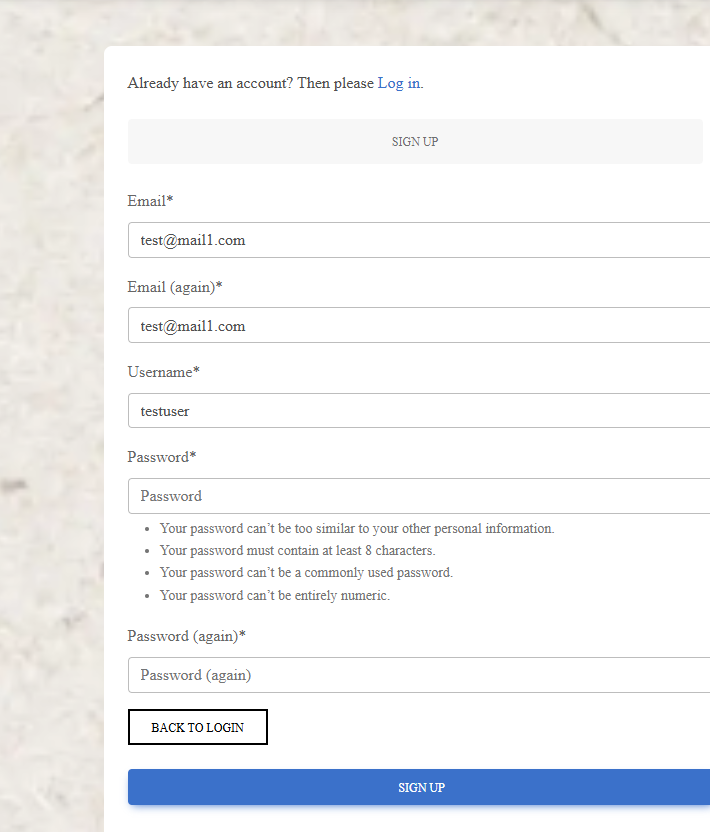 Already have an account? Then please Log in.
SIGN UP
Email*
test@mail1.com
Email (again)*
test@mail1.com
Username*
testuser
Password*
Password
• Your password can’t be too similar to your other personal information.
• Your password must contain at least 8 characters.
• Your password can’t be a commonly used password.
• Your password can’t be entirely numeric.
Password (again)*
Password (again)
BACK TO LOGIN
SIGN UP